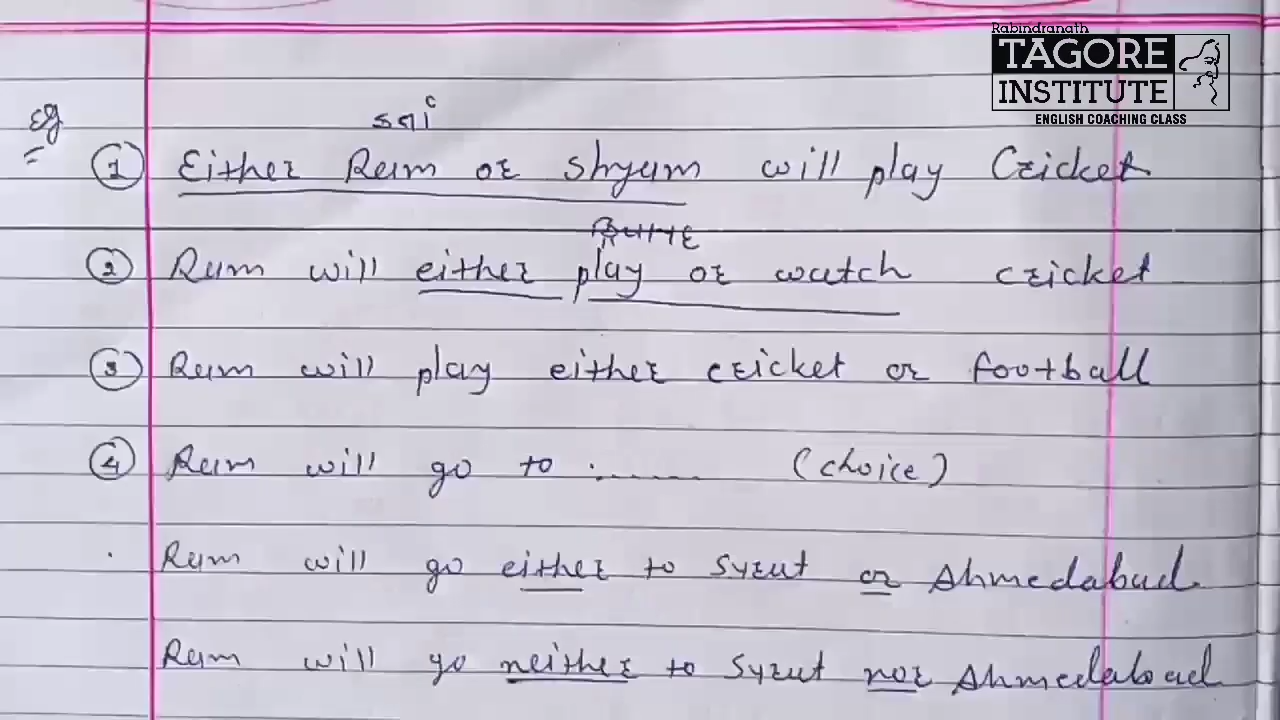 Rabindranath
TAGORE
INSTITUTE
ENGLISH COACHING CLASS
eg
કર્તા
① Either Ram or Shyam will play Cricket
② Ram will either play or watch cricket
③ Ram will play either cricket or football
④ Ram will go to ........ (choice)
Ram will go either to Surat or Ahmedabad
Ram will go neither to Surat nor Ahmedabad